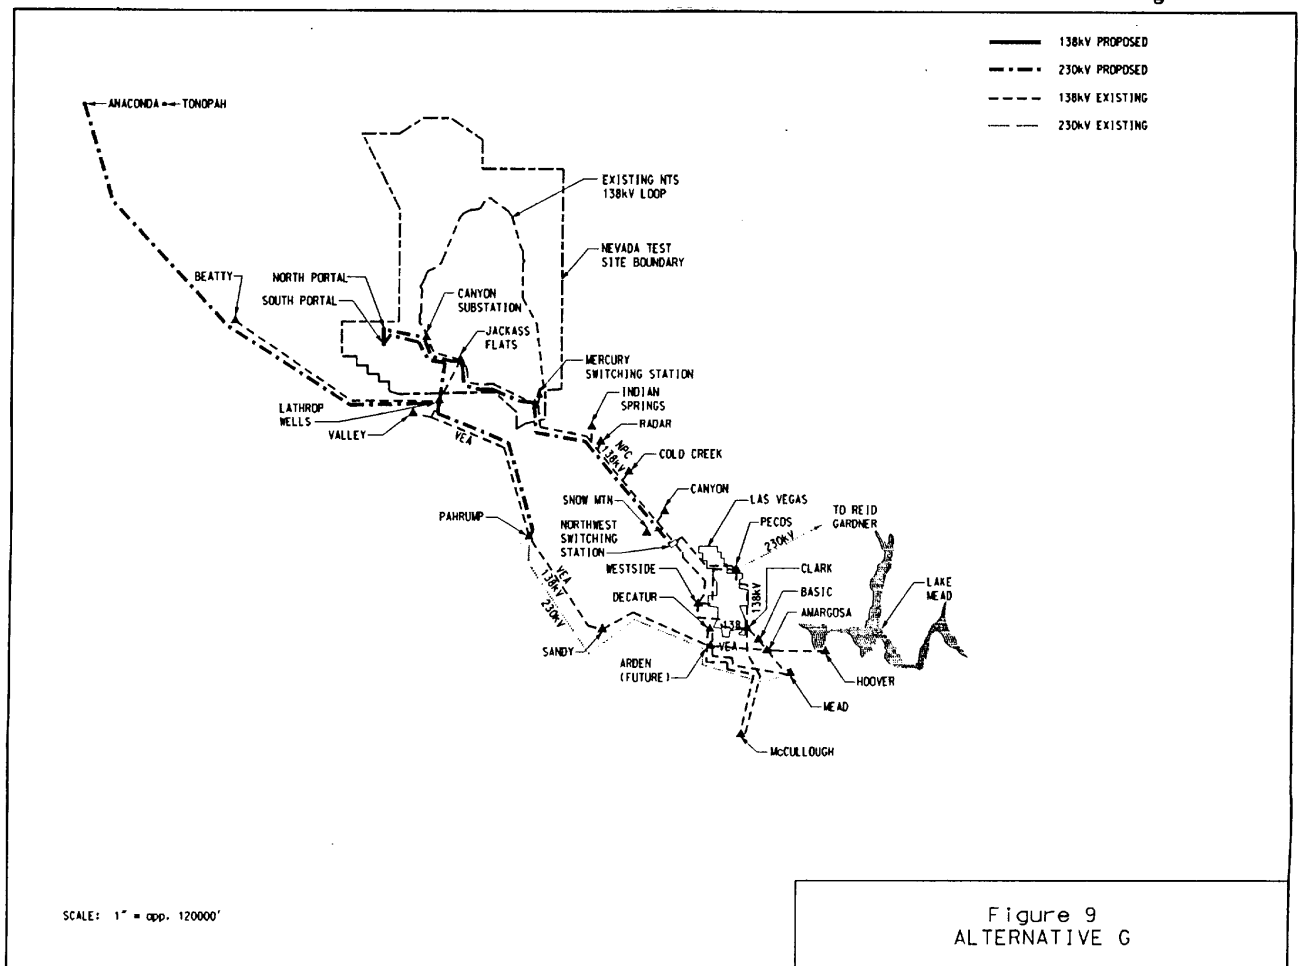 138kV PROPOSED
230kV PROPOSED
138kV EXISTING
230kV EXISTING
ANACONDA
TONOPAH
EXISTING NTS
138kV LOOP
NEVADA TEST
SITE BOUNDARY
BEATTY
NORTH PORTAL
SOUTH PORTAL
CANYON
SUBSTATION
JACKASS
FLATS
MERCURY
SWITCHING STATION
INDIAN
SPRINGS
LATHROP
WELLS
VALLEY
VEA
RADAR
NPC
138kV
COLD CREEK
CANYON
SNOW MTN
LAS VEGAS
PAHRUMP
NORTHWEST
SWITCHING
STATION
PECOS
TO REID
GARDNER
230kV
WESTSIDE
CLARK
VEA
138kV
230kV
138kV
BASIC
LAKE
MEAD
DECATUR
AMARGOSA
138
SANDY
VEA
ARDEN
(FUTURE)
HOOVER
MEAD
McCULLOUGH
SCALE: 1" = app. 120000'
Figure 9
ALTERNATIVE G